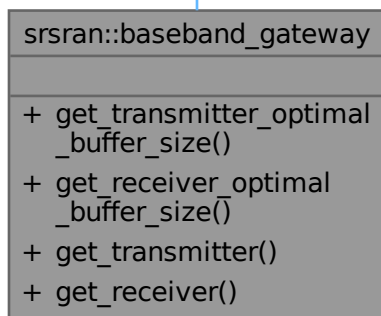 srsran::baseband_gateway
+ get_transmitter_optimal
_buffer_size()
+ get_receiver_optimal
_buffer_size()
+ get_transmitter()
+ get_receiver()